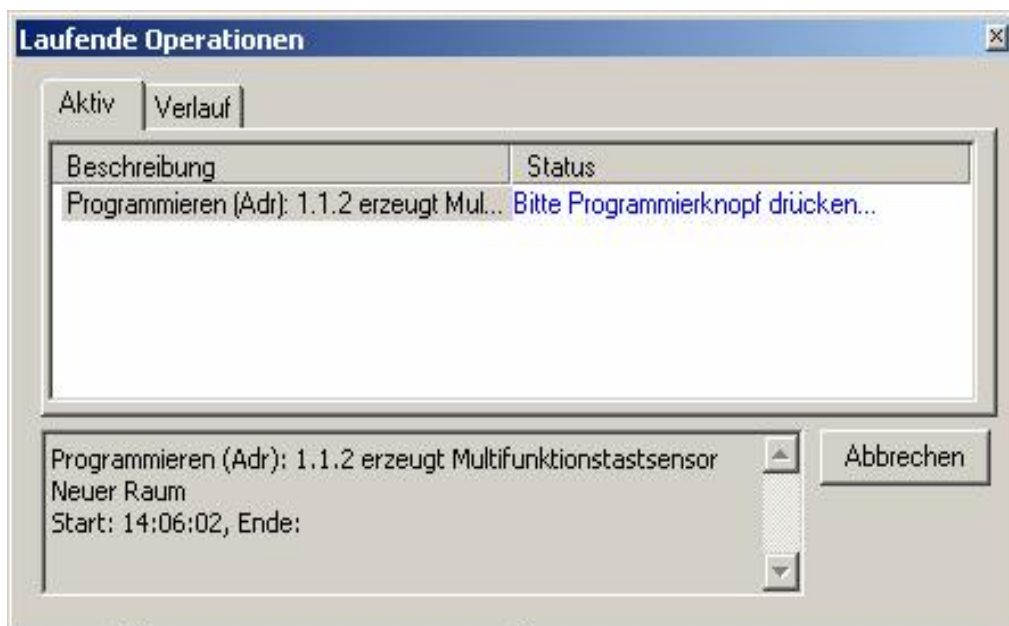 Laufende Operationen
Aktiv Verlauf
Beschreibung Status
Programmieren (Adr): 1.1.2 erzeugt Mul... Bitte Programmierknopf drücken...
Programmieren (Adr): 1.1.2 erzeugt Multifunktionstastsensor
Neuer Raum
Start: 14:06:02, Ende:
Abbrechen